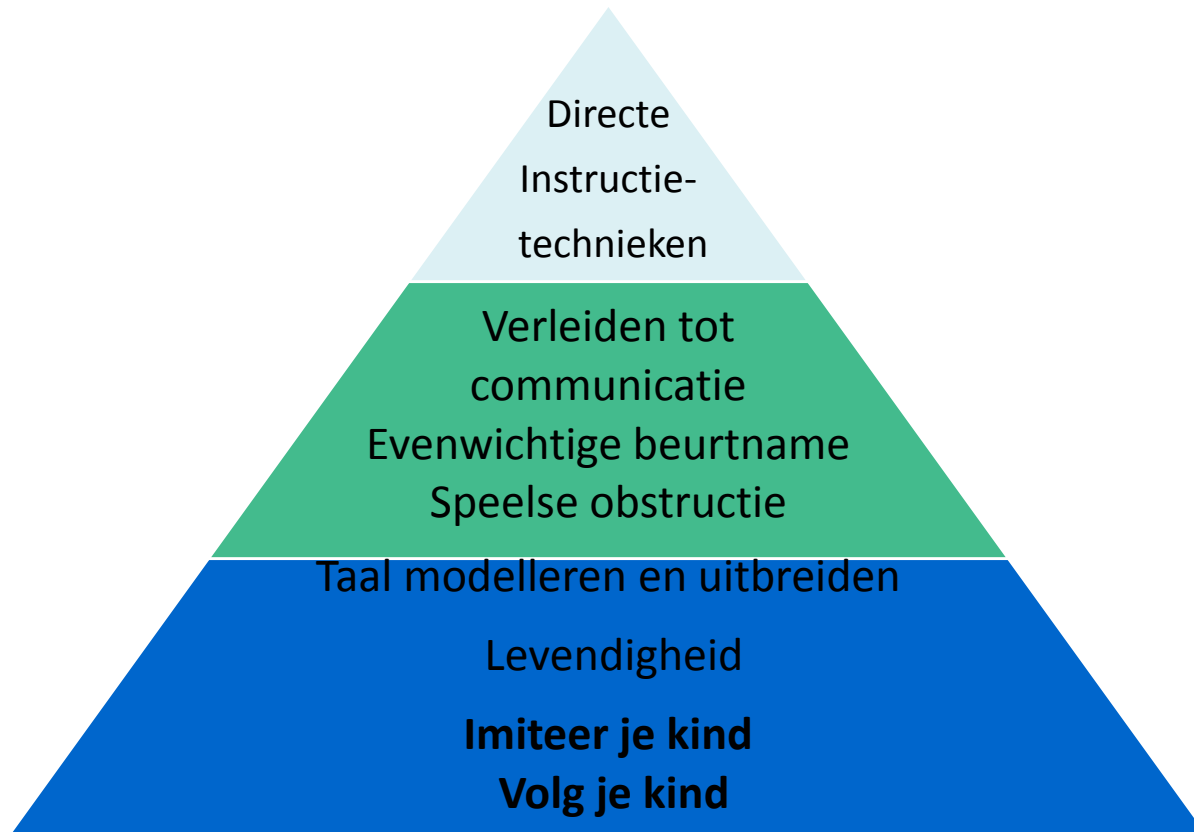 Directe
Instructie-
technieken
Verleiden tot
communicatie
Evenwichtige beurtname
Speelse obstructie
Taal modelleren en uitbreiden
Levendigheid
Imiteer je kind
Volg je kind